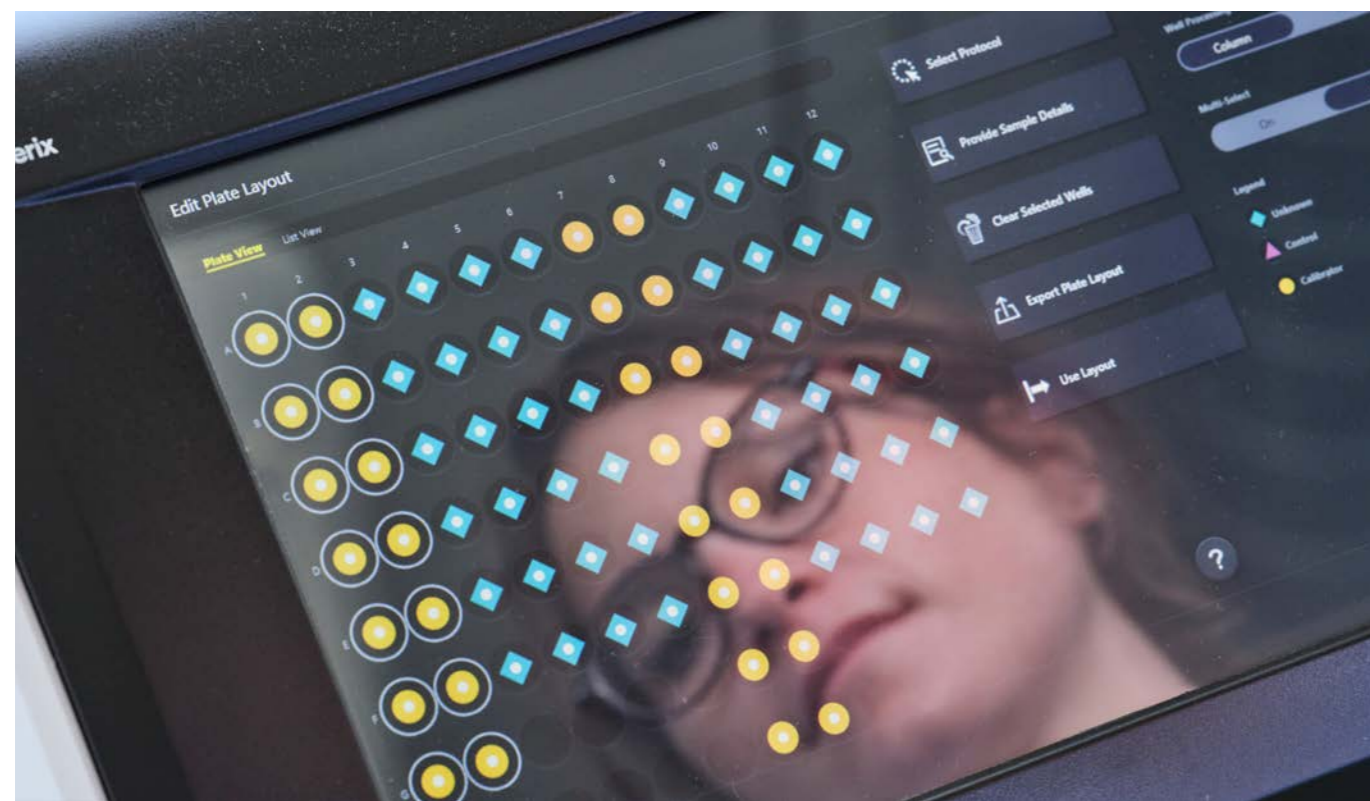 erix
Edit Plate Layout
Plate View
List View
1 2 3 4 5 6 7 8 9 10 11 12
A
B
C
D
E
F
G
Select Protocol
Provide Sample Details
Clear Selected Wells
Export Plate Layout
Use Layout
?
Well Processing
Column
Multi-Select
On
Legend
Unknown
Control
Calibrator